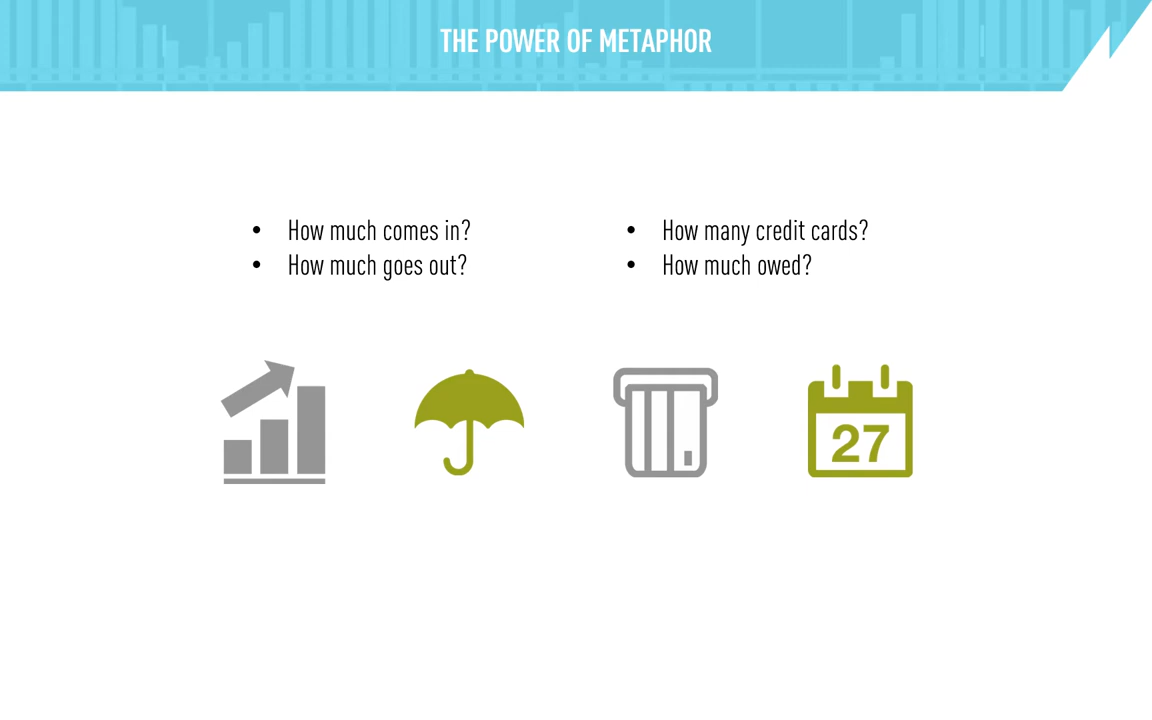 THE POWER OF METAPHOR
• How much comes in?
• How much goes out?
• How many credit cards?
• How much owed?
27